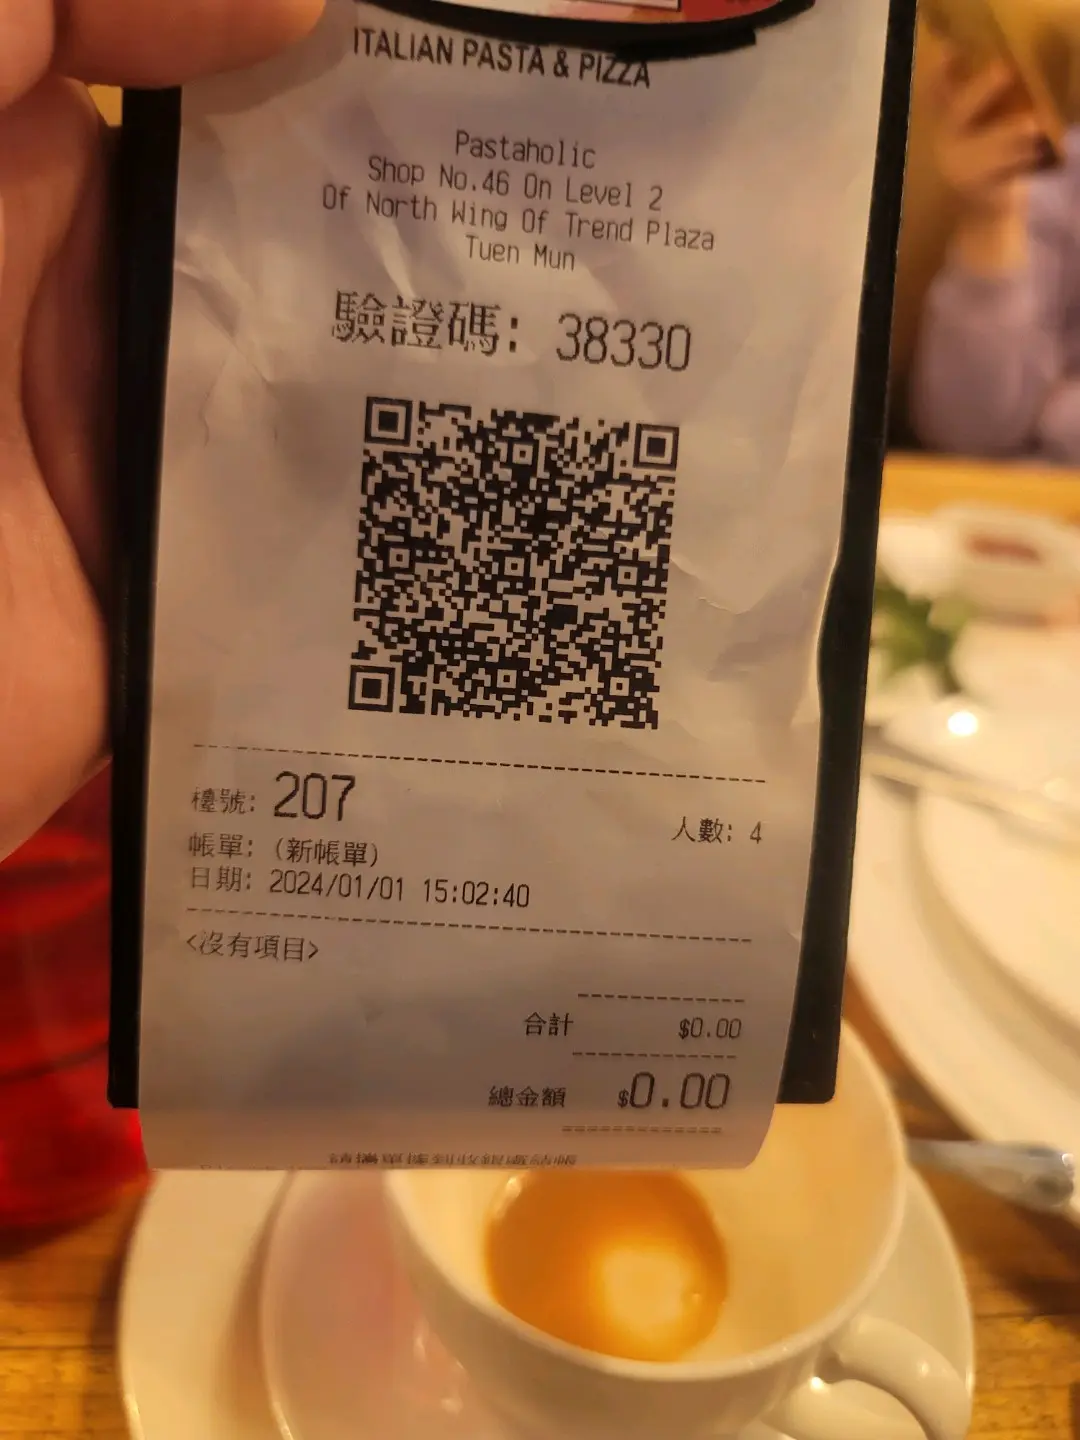 ITALIAN PASTA & PIZZA
Pastaholic
Shop No.46 On Level 2
Of North Wing Of Trend Plaza
Tuen Mun
驗證碼: 38330
檯號: 207
人數: 4
帳單: (新帳單)
日期: 2024/01/01 15:02:40
<沒有項目>
合計 $0.00
總金額 $0.00